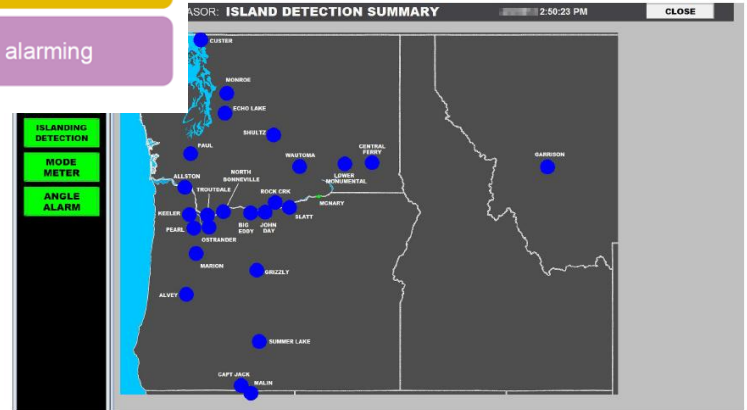 ASOR: ISLAND DETECTION SUMMARY
2:50:23 PM
CLOSE
alarming
ISLANDING
DETECTION
MODE
METER
ANGLE
ALARM
CUSTER
MONROE
ECHO LAKE
SHULTZ
PAUL
WAUTOMA
CENTRAL
FERRY
LOWER
MONUMENTAL
GARRISON
ALLSTON
NORTH
BONNEVILLE
TROUTDALE
ROCK CRK
MCNARY
KEELER
SLATT
PEARL
OSTRANDER
BIG
EDDY
JOHN
DAY
MARION
GRIZZLY
ALVEY
SUMMER LAKE
CAPT JACK
MALIN